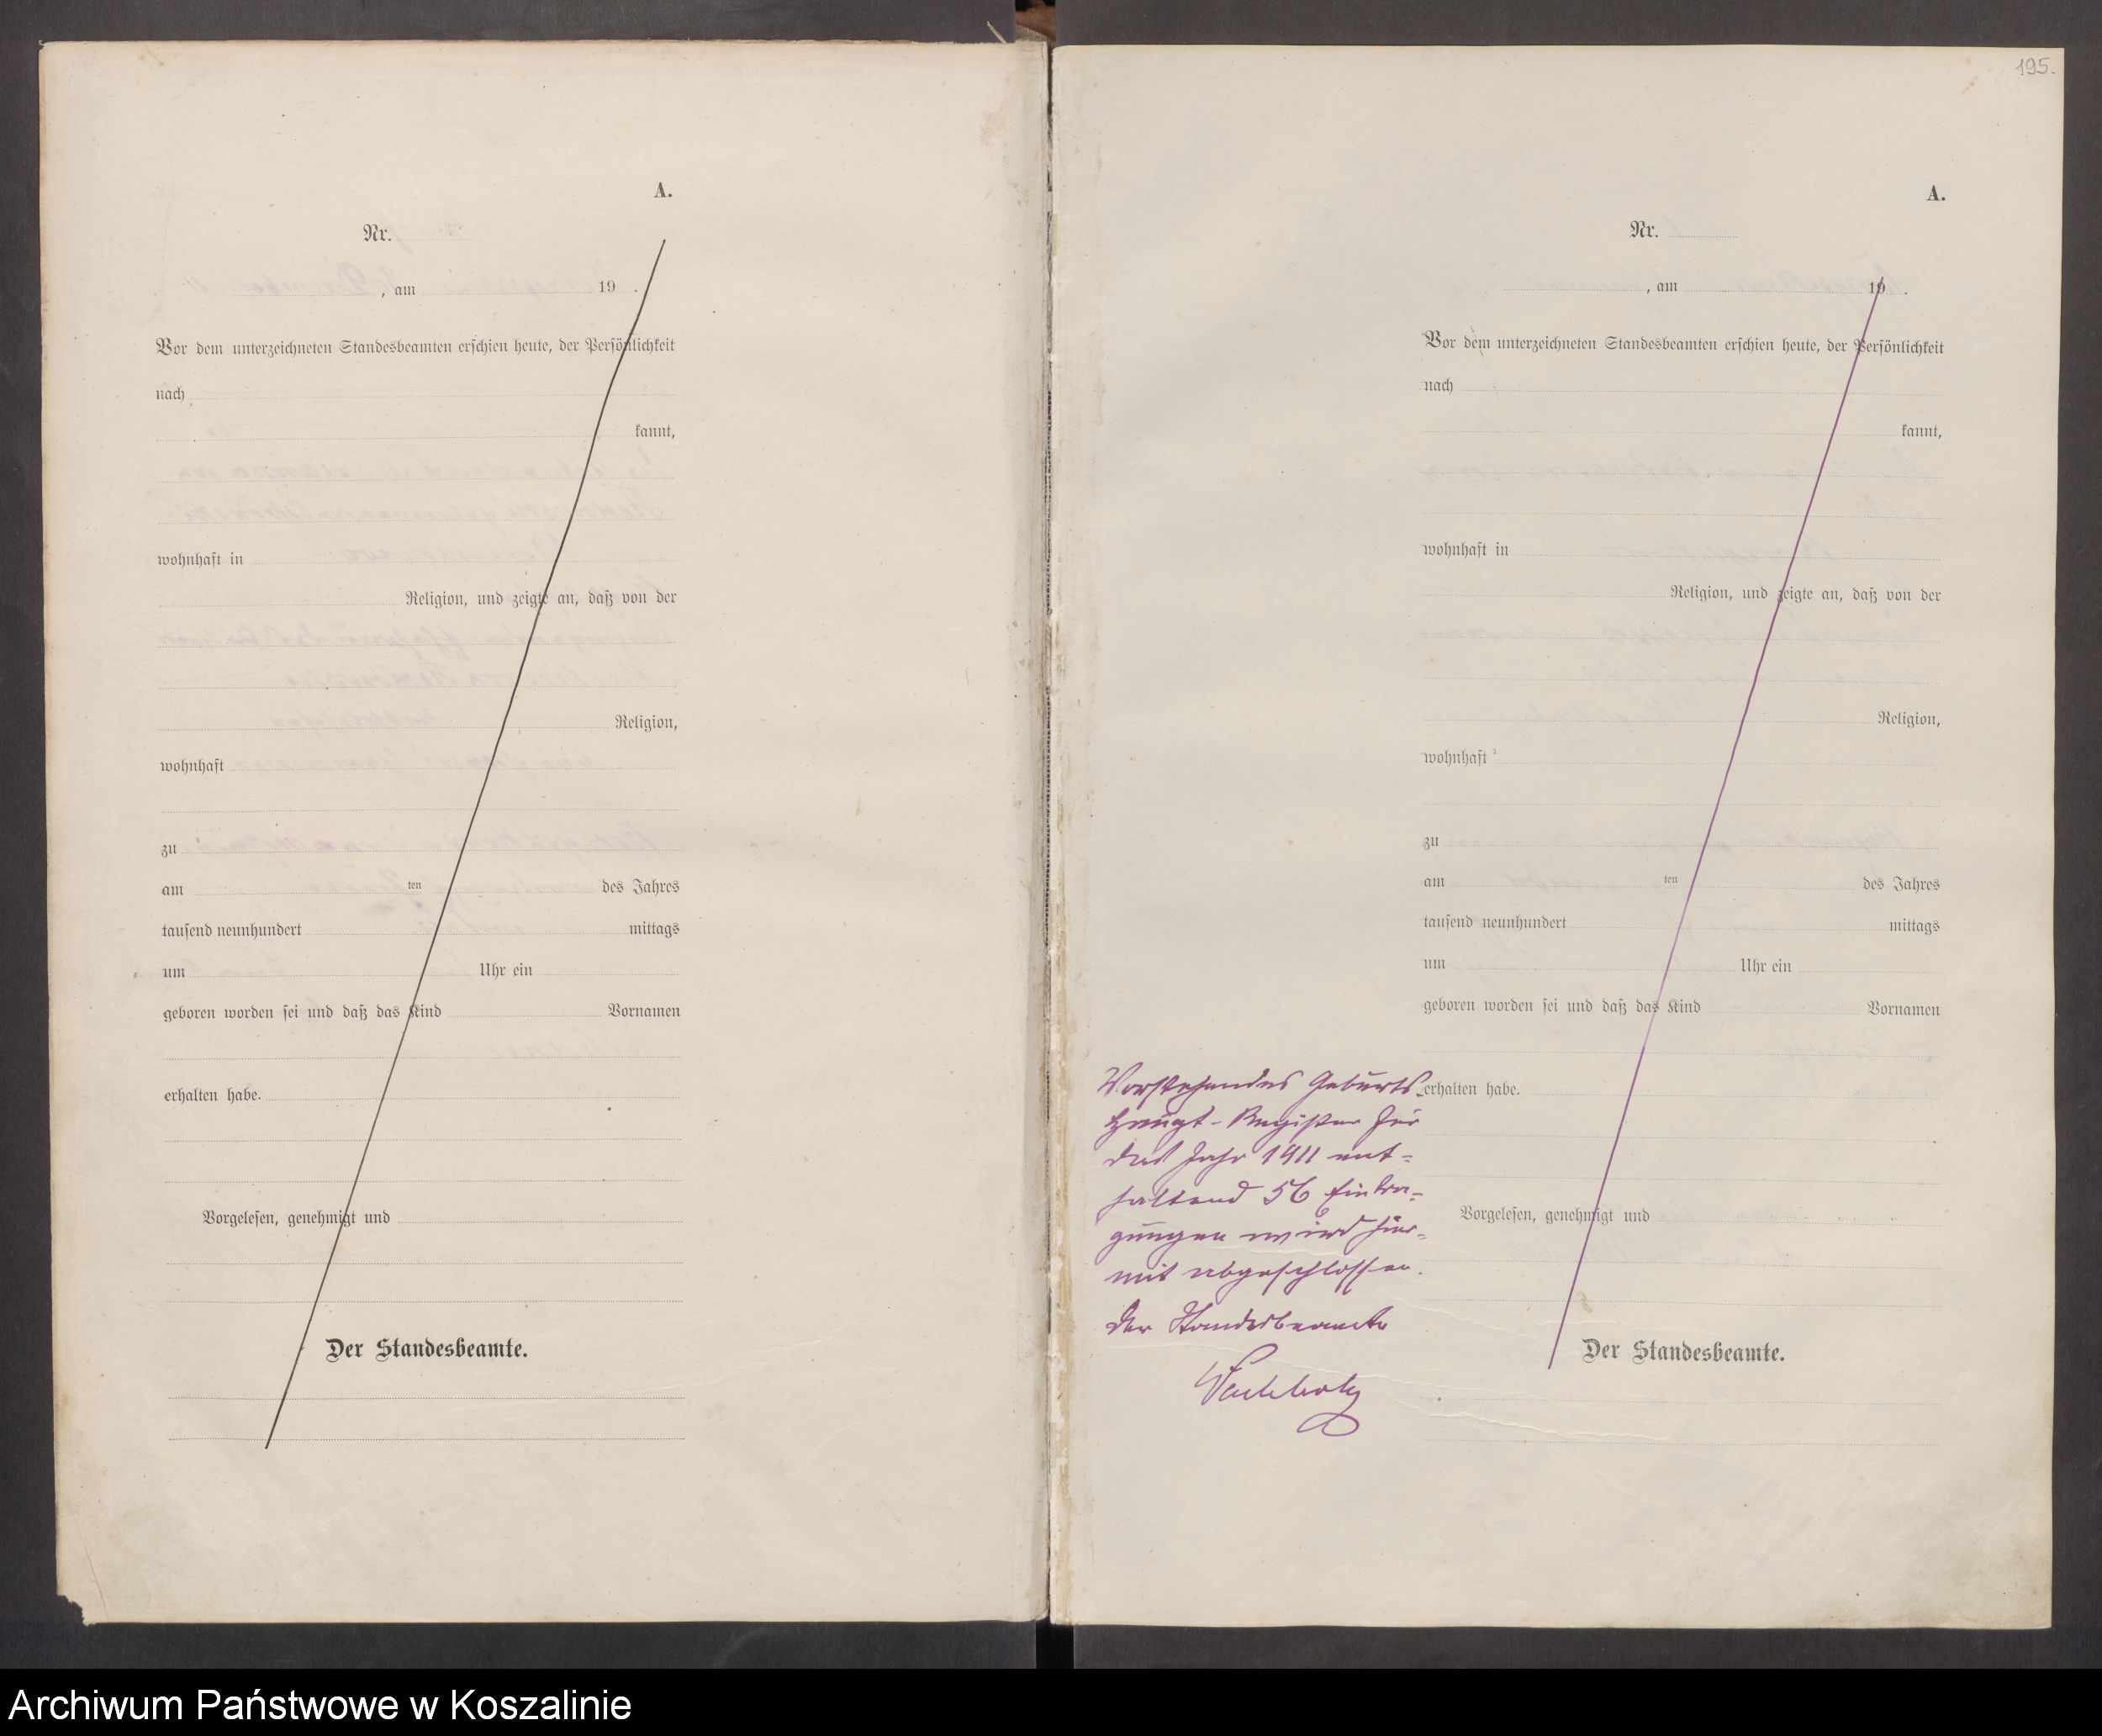 A.
Nr.
, am 19 .
Vor dem unterzeichneten Standesbeamten erschien heute, der Persönlichkeit
nach
kannt,
wohnhaft in
Religion, und zeigte an, daß von der
Religion,
wohnhaft
zu
am ten des Jahres
tausend neunhundert mittags
um Uhr ein
geboren worden sei und daß das Kind Vornamen
erhalten habe.
Vorgelesen, genehmigt und
Der Standesbeamte.
195.
A.
Nr.
, am 19 .
Vor dem unterzeichneten Standesbeamten erschien heute, der Persönlichkeit
nach
kannt,
wohnhaft in
Religion, und zeigte an, daß von der
Religion,
wohnhaft
zu
am ten des Jahres
tausend neunhundert mittags
um Uhr ein
geboren worden sei und daß das Kind Vornamen
erhalten habe.
Vorgelesen, genehmigt und
Der Standesbeamte.
Vorstehendes Geburts-
Haupt-Register für
das Jahr 1911 ent-
haltend 56 Eintra-
gungen wird hier-
mit abgeschlossen.
Der Standesbeamte
Archiwum Państwowe w Koszalinie